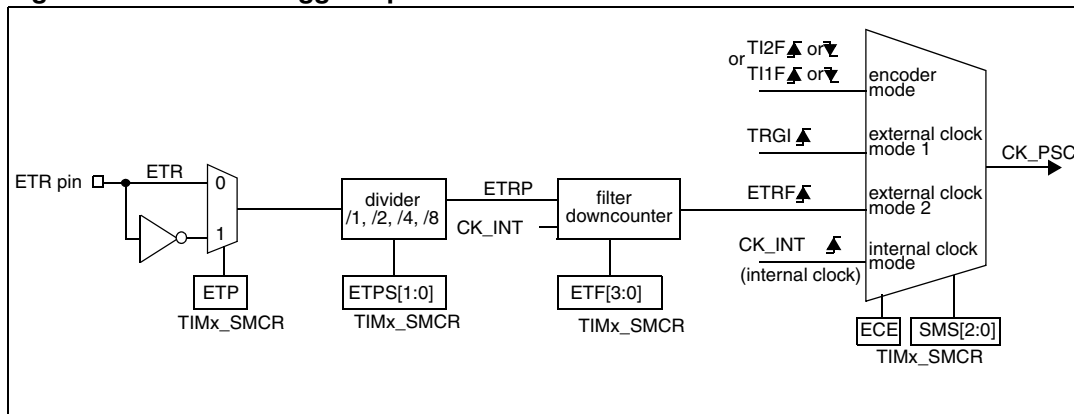 TI2F or
or TI1F or
encoder
mode
TRGI
external clock
mode 1
CK_PSC
ETR pin
ETR
0
1
divider
/1, /2, /4, /8
ETRP
CK_INT
filter
downcounter
ETRF
external clock
mode 2
CK_INT
(internal clock)
internal clock
mode
ETP
TIMx_SMCR
ETPS[1:0]
TIMx_SMCR
ETF[3:0]
TIMx_SMCR
ECE
SMS[2:0]
TIMx_SMCR